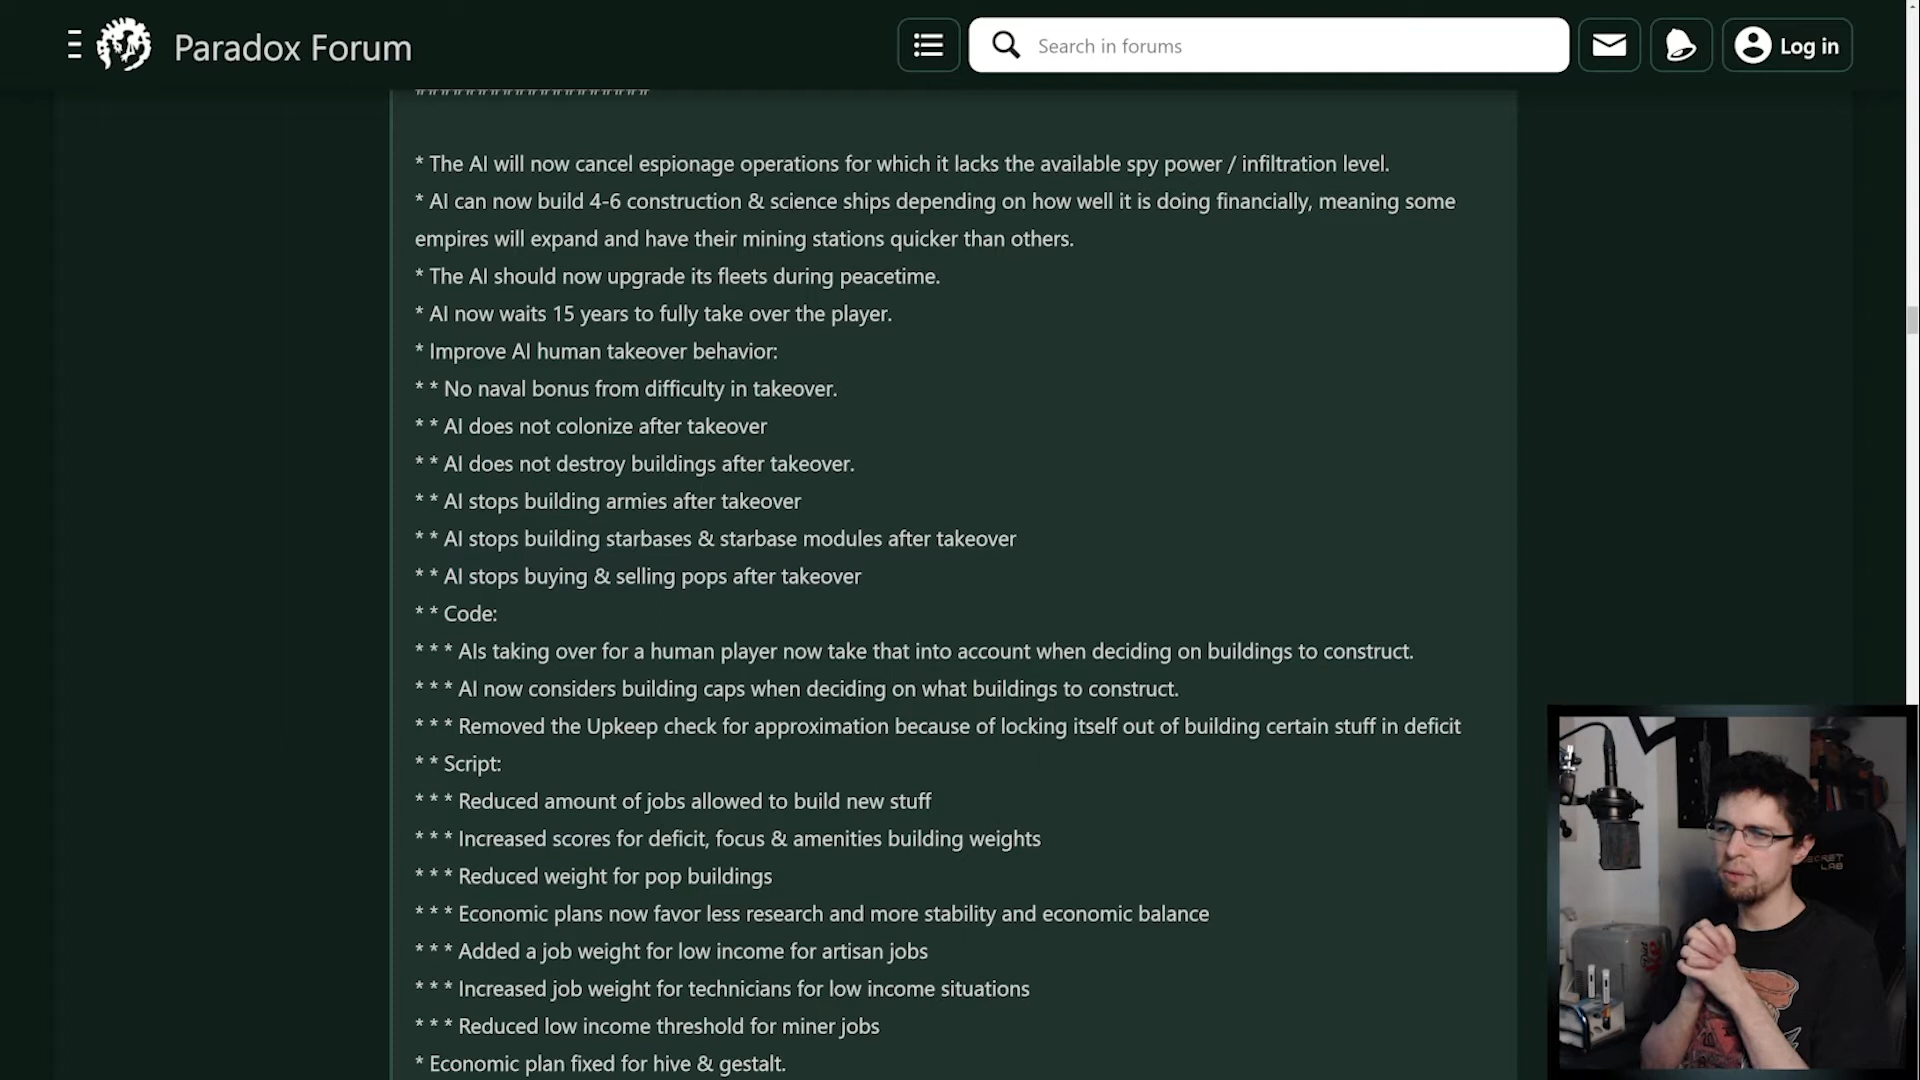 Paradox Forum
Search in forums
Log in
* The AI will now cancel espionage operations for which it lacks the available spy power / infiltration level.
* AI can now build 4-6 construction & science ships depending on how well it is doing financially, meaning some
empires will expand and have their mining stations quicker than others.
* The AI should now upgrade its fleets during peacetime.
* AI now waits 15 years to fully take over the player.
* Improve AI human takeover behavior:
* * No naval bonus from difficulty in takeover.
* * AI does not colonize after takeover
* * AI does not destroy buildings after takeover.
* * AI stops building armies after takeover
* * AI stops building starbases & starbase modules after takeover
* * AI stops buying & selling pops after takeover
* * Code:
* * * AIs taking over for a human player now take that into account when deciding on buildings to construct.
* * * AI now considers building caps when deciding on what buildings to construct.
* * * Removed the Upkeep check for approximation because of locking itself out of building certain stuff in deficit
* * Script:
* * * Reduced amount of jobs allowed to build new stuff
* * * Increased scores for deficit, focus & amenities building weights
* * * Reduced weight for pop buildings
* * * Economic plans now favor less research and more stability and economic balance
* * * Added a job weight for low income for artisan jobs
* * * Increased job weight for technicians for low income situations
* * * Reduced low income threshold for miner jobs
* Economic plan fixed for hive & gestalt.